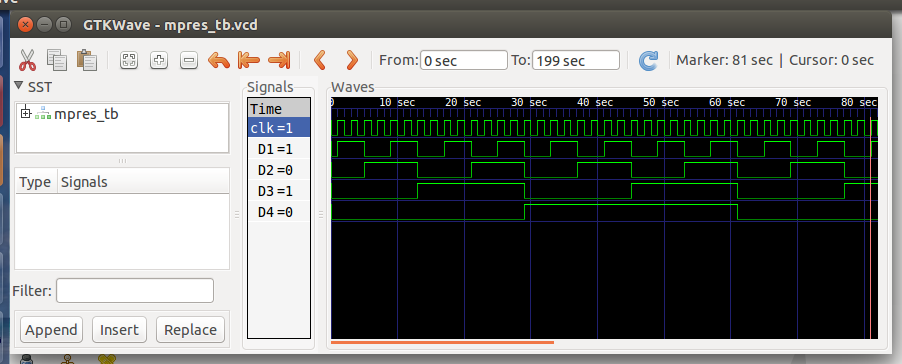 ve
GTKWave - mpres_tb.vcd
From: 0 sec To: 199 sec Marker: 81 sec | Cursor: 0 sec
SST
mpres_tb
Type Signals
Filter:
Append Insert Replace
Signals
Time
clk=1
D1=1
D2=0
D3=1
D4=0
Waves
0 10 sec 20 sec 30 sec 40 sec 50 sec 60 sec 70 sec 80 sec